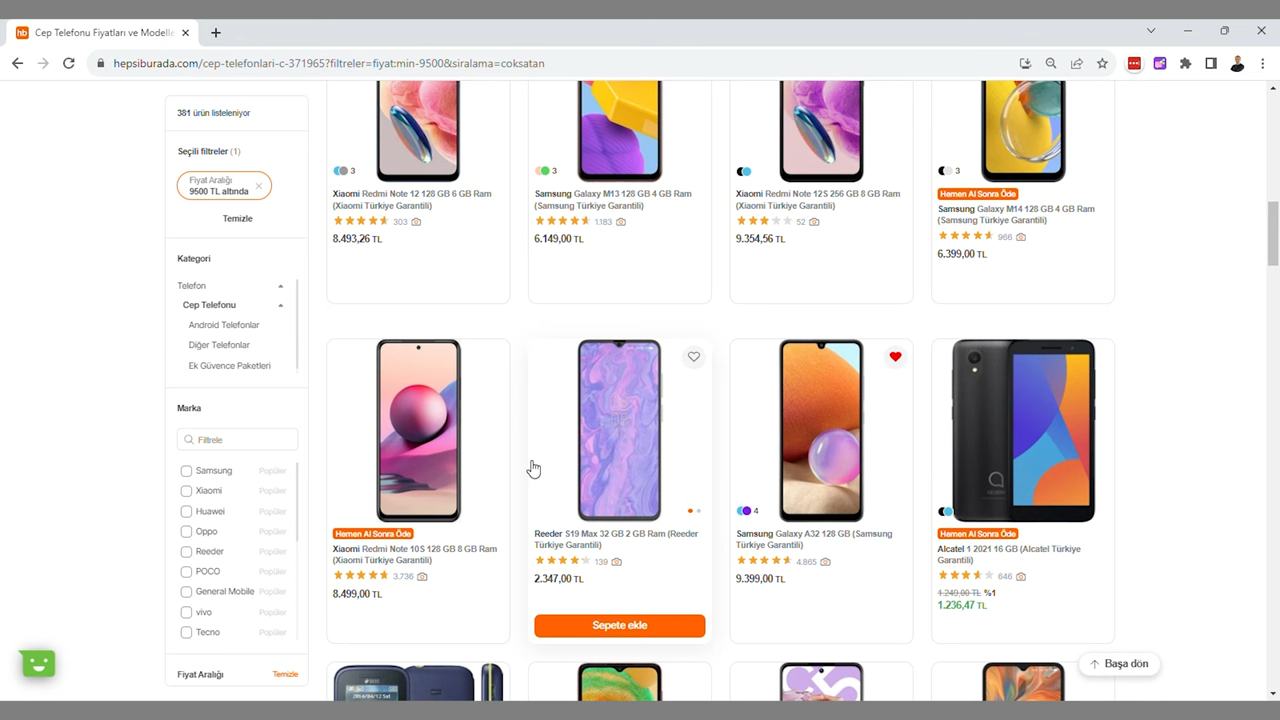 hb Cep Telefonu Fiyatları ve Modelle
hepsiburada.com/cep-telefonlari-c-371965?filtreler=fiyat:min-9500&siralama=coksatan
381 ürün listeleniyor
Seçili filtreler (1)
Fiyat Aralığı
9500 TL altında
Temizle
Kategori
Telefon
Cep Telefonu
Android Telefonlar
Diğer Telefonlar
Ek Güvence Paketleri
Marka
Filtrele
Samsung Popüler
Xiaomi Popüler
Huawei Popüler
Oppo Popüler
Reeder Popüler
POCO Popüler
General Mobile Popüler
vivo Popüler
Tecno Popüler
Fiyat Aralığı Temizle
3
Xiaomi Redmi Note 12 128 GB 6 GB Ram
(Xiaomi Türkiye Garantili)
303
8.493,26 TL
3
Samsung Galaxy M13 128 GB 4 GB Ram
(Samsung Türkiye Garantili)
1.183
6.149,00 TL
Xiaomi Redmi Note 12S 256 GB 8 GB Ram
(Xiaomi Türkiye Garantili)
52
9.354,56 TL
3
Hemen Al Sonra Öde
Samsung Galaxy M14 128 GB 4 GB Ram
(Samsung Türkiye Garantili)
966
6.399,00 TL
Hemen Al Sonra Öde
Xiaomi Redmi Note 10S 128 GB 8 GB Ram
(Xiaomi Türkiye Garantili)
3.736
8.499,00 TL
Reeder S19 Max 32 GB 2 GB Ram (Reeder
Türkiye Garantili)
139
2.347,00 TL
Sepete ekle
4
Samsung Galaxy A32 128 GB (Samsung
Türkiye Garantili)
4.865
9.399,00 TL
Hemen Al Sonra Öde
Alcatel 1 2021 16 GB (Alcatel Türkiye
Garantili)
646
1.249,00 TL %1
1.236,47 TL
Başa dön